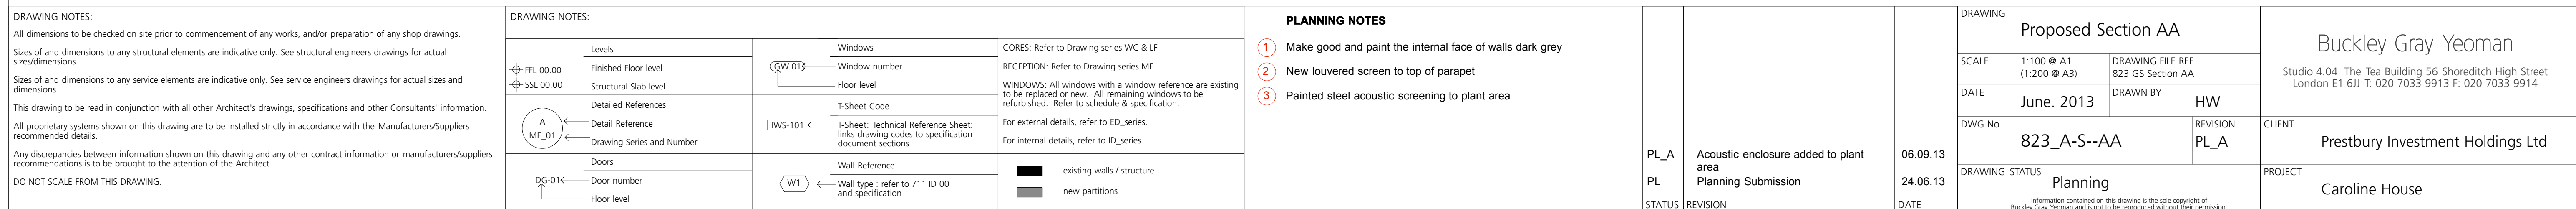 DRAWING NOTES:
All dimensions to be checked on site prior to commencement of any works, and/or preparation of any shop drawings.
Sizes of and dimensions to any structural elements are indicative only. See structural engineers drawings for actual
sizes/dimensions.
Sizes of and dimensions to any service elements are indicative only. See service engineers drawings for actual sizes and
dimensions.
This drawing to be read in conjunction with all other Architect's drawings, specifications and other Consultants' information.
All proprietary systems shown on this drawing are to be installed strictly in accordance with the Manufacturers/Suppliers
recommended details.
Any discrepancies between information shown on this drawing and any other contract information or manufacturers/suppliers
recommendations is to be brought to the attention of the Architect.
DO NOT SCALE FROM THIS DRAWING.
DRAWING NOTES:
Levels
FFL 00.00
Finished Floor level
SSL 00.00
Structural Slab level
Detailed References
A
Detail Reference
ME_01
Drawing Series and Number
Doors
DG-01
Door number
Floor level
Windows
GW.01
Window number
Floor level
T-Sheet Code
IWS-101
T-Sheet: Technical Reference Sheet:
links drawing codes to specification
document sections
Wall Reference
W1
Wall type : refer to 711 ID 00
and specification
CORES: Refer to Drawing series WC & LF
RECEPTION: Refer to Drawing series ME
WINDOWS: All windows with a window reference are existing
to be replaced or new. All remaining windows to be
refurbished. Refer to schedule & specification.
For external details, refer to ED_series.
For internal details, refer to ID_series.
existing walls / structure
new partitions
PLANNING NOTES
1 Make good and paint the internal face of walls dark grey
2 New louvered screen to top of parapet
3 Painted steel acoustic screening to plant area
PL_A Acoustic enclosure added to plant 06.09.13
area
PL Planning Submission 24.06.13
STATUS REVISION DATE
DRAWING
Proposed Section AA
SCALE
1:100 @ A1
(1:200 @ A3)
DRAWING FILE REF
823 GS Section AA
DATE
June. 2013
DRAWN BY
HW
DWG No.
823_A-S--AA
REVISION
PL_A
DRAWING STATUS
Planning
Information contained on this drawing is the sole copyright of
Buckley Gray Yeoman and is not to be reproduced without their permission.
Buckley Gray Yeoman
Studio 4.04 The Tea Building 56 Shoreditch High Street
London E1 6JJ T: 020 7033 9913 F: 020 7033 9914
CLIENT
Prestbury Investment Holdings Ltd
PROJECT
Caroline House